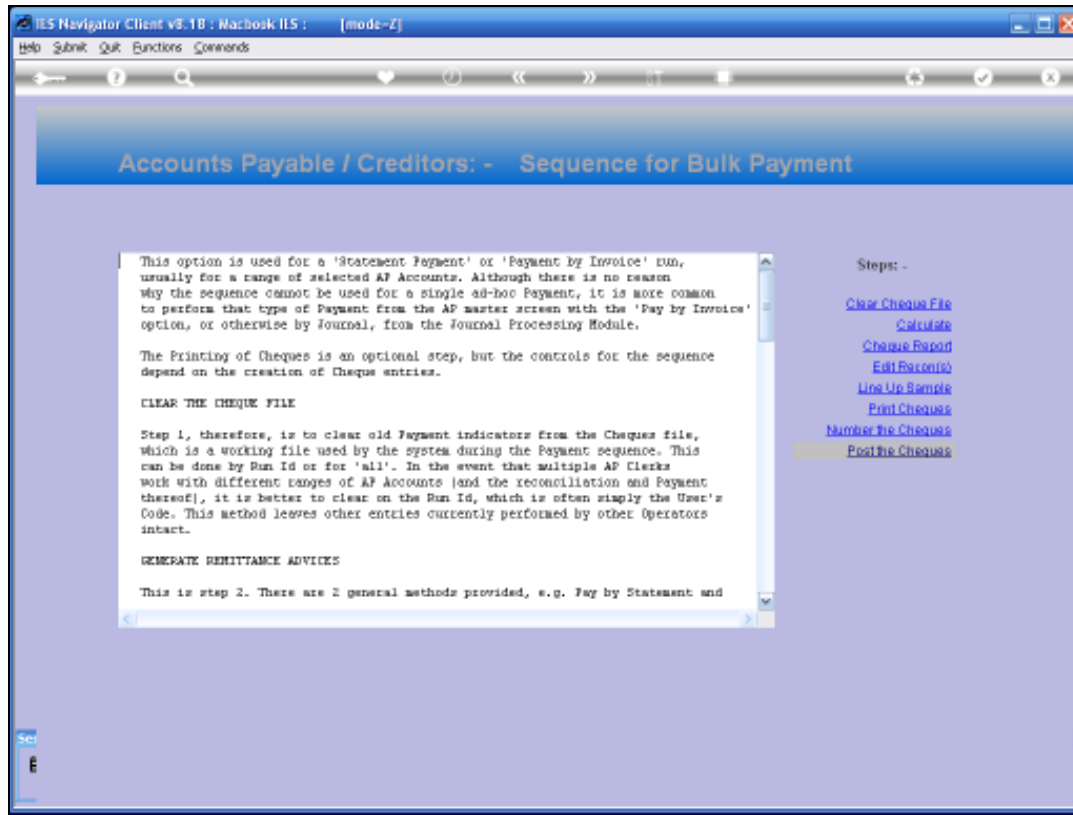 IES Navigator Client v8.18 : Macbook IES : [mode-Z]
Help Submit Quit Functions Commands
Accounts Payable / Creditors: - Sequence for Bulk Payment
This option is used for a 'Statement Payment' or 'Payment by Invoice' run,
usually for a range of selected AP Accounts. Although there is no reason
why the sequence cannot be used for a single ad-hoc Payment, it is more common
to perform that type of Payment from the AP master screen with the 'Pay by Invoice'
option, or otherwise by Journal, from the Journal Processing Module.
The Printing of Cheques is an optional step, but the controls for the sequence
depend on the creation of Cheque entries.
CLEAR THE CHEQUE FILE
Step 1, therefore, is to clear old Payment indicators from the Cheques file,
which is a working file used by the system during the Payment sequence. This
can be done by Run Id or for 'all'. In the event that multiple AP Clerks
work with different ranges of AP Accounts (and the reconciliation and Payment
thereof), it is better to clear on the Run Id, which is often simply the User's
Code. This method leaves other entries currently performed by other Operators
intact.
GENERATE REMITTANCE ADVICES
This is step 2. There are 2 general methods provided, e.g. Pay by Statement and
Steps: -
Clear Cheque File
Calculate
Cheque Report
Edit Recon(s)
Line Up Sample
Print Cheques
Number the Cheques
Post the Cheques